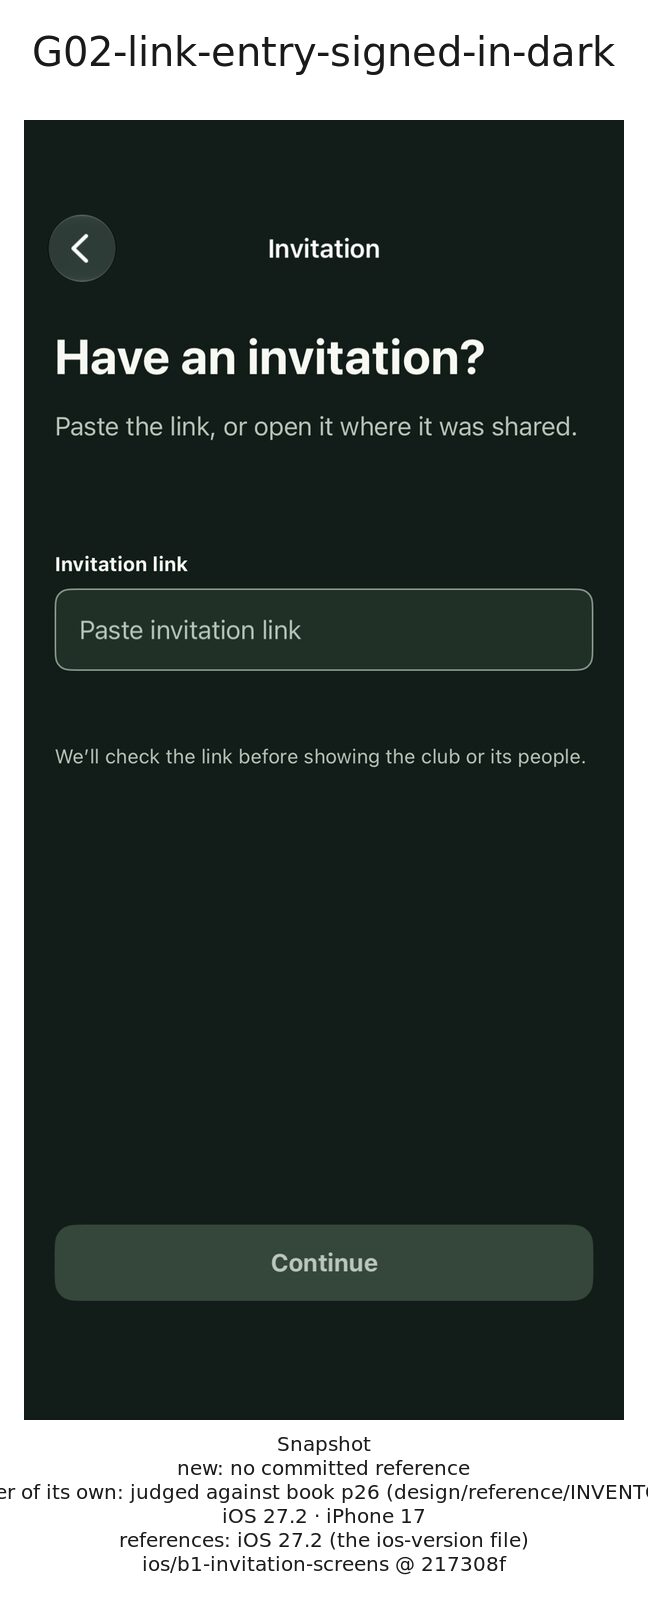 G02-link-entry-signed-in-dark
Invitation
Have an invitation?
Paste the link, or open it where it was shared.
Invitation link
Paste invitation link
We’ll check the link before showing the club or its people.
Continue
Snapshot
new: no committed reference
of its own: judged against book p26
iOS 27.2 · iPhone 17
references: iOS 27.2 (the ios-version file)
ios/b1-invitation-screens @ 217308f